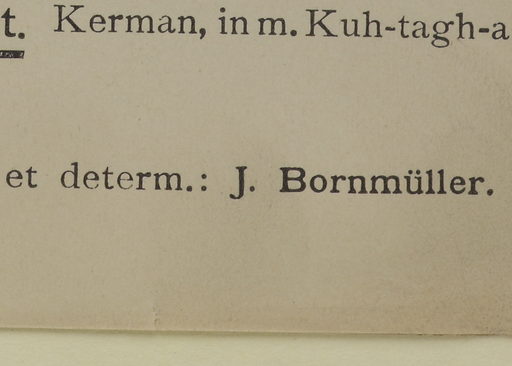 t. Kerman, in m. Kuh-tagh-a
et determ.: J. Bornmüller.